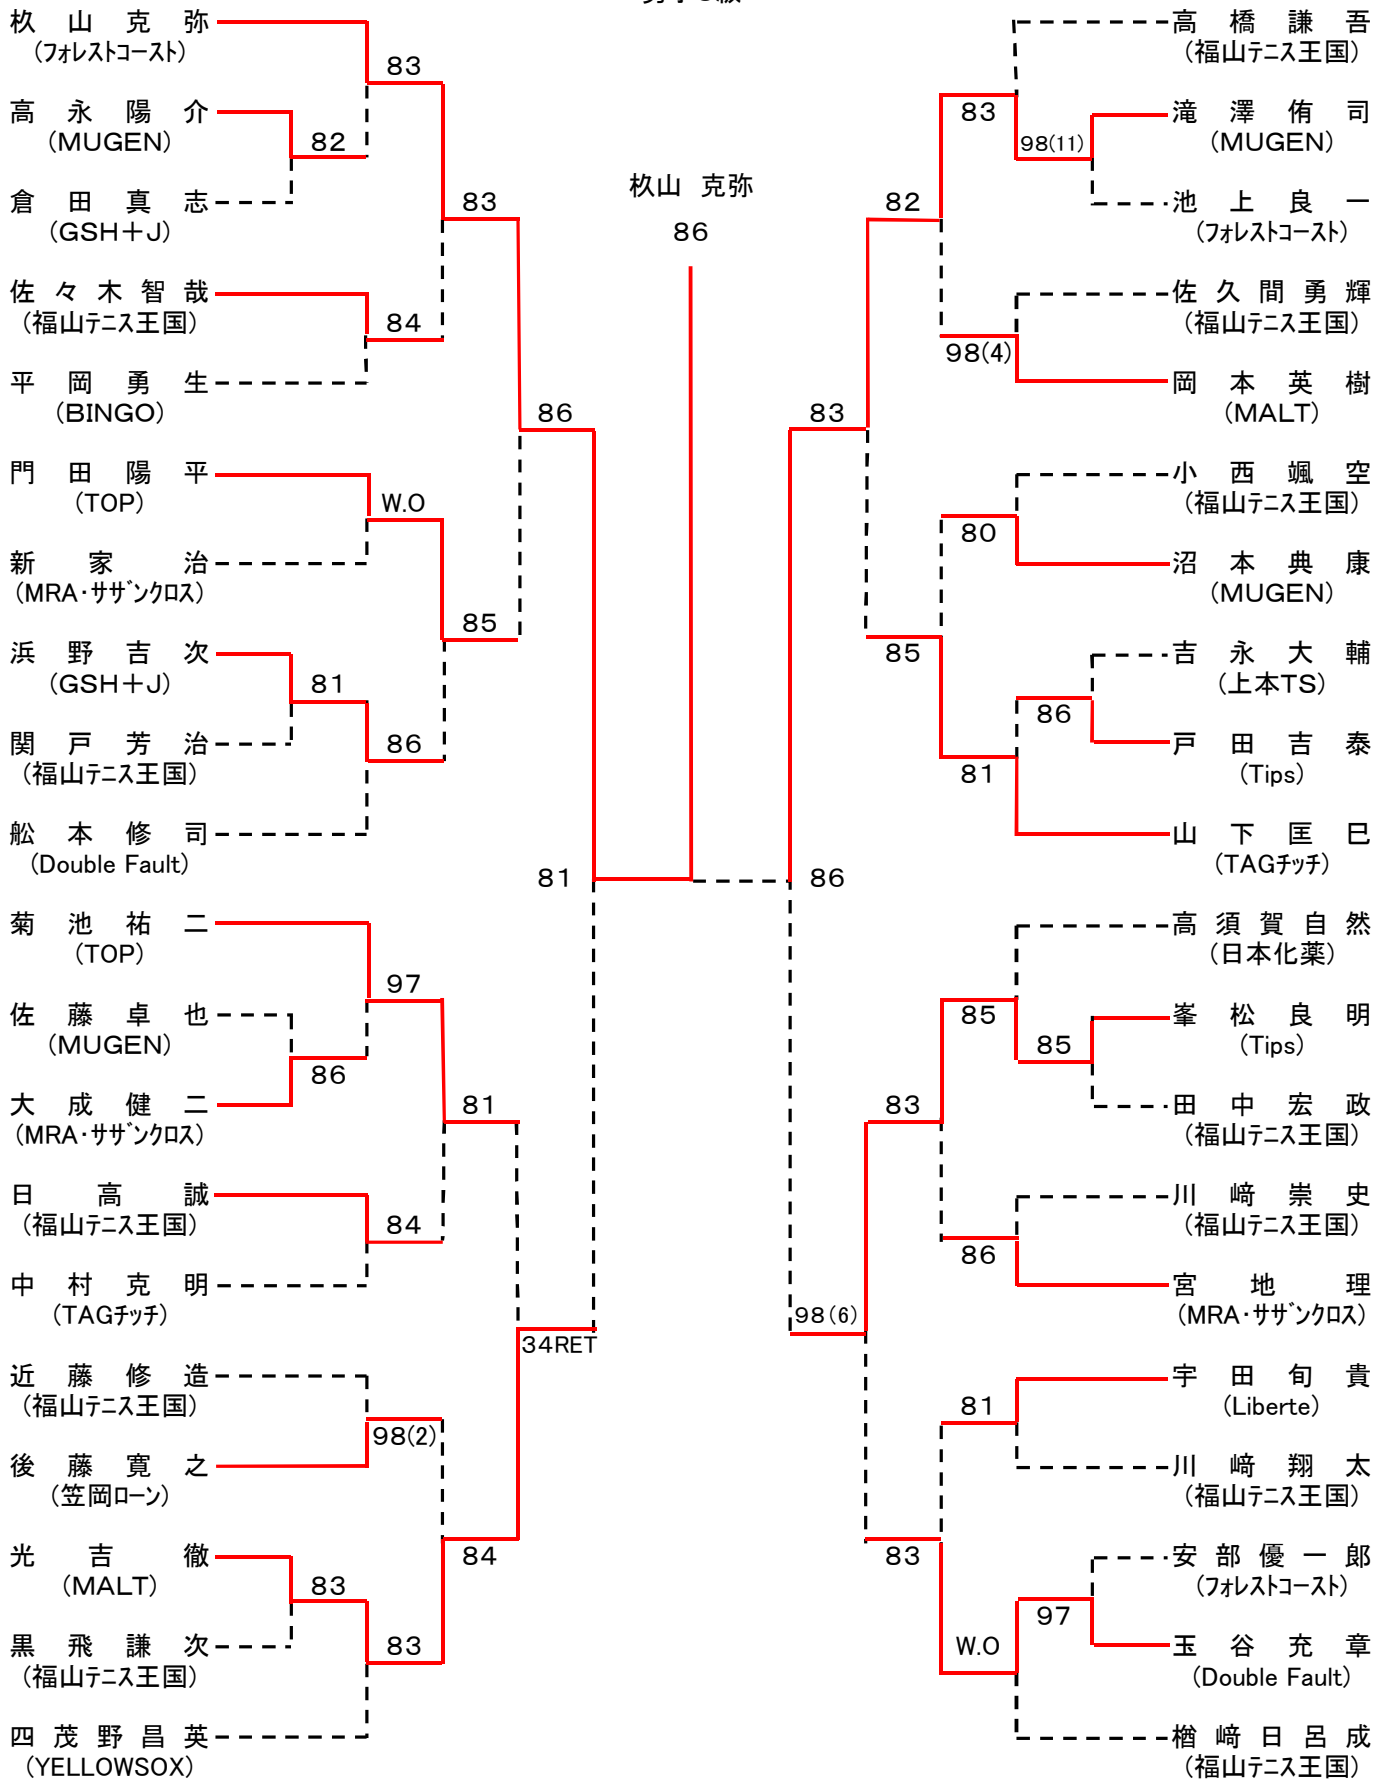 杁山克弥
(フォレストコースト)
83
高永陽介
(MUGEN)
82
倉田真志
(GSH+J)
83
佐々木智哉
(福山テニス王国)
84
平岡勇生
(BINGO)
86
門田陽平
(TOP)
W.O
新家治
(MRA・サザンクロス)
85
浜野吉次
(GSH+J)
81
関戸芳治
(福山テニス王国)
86
舩本修司
(Double Fault)
81
菊池祐二
(TOP)
97
佐藤卓也
(MUGEN)
86
大成健二
(MRA・サザンクロス)
81
日高誠
(福山テニス王国)
84
中村克明
(TAGチッチ)
34RET
近藤修造
(福山テニス王国)
98(2)
後藤寛之
(笠岡ローン)
84
光吉徹
(MALT)
83
黒飛謙次
(福山テニス王国)
83
四茂野昌英
(YELLOWSOX)
杁山 克弥
86
高橋謙吾
(福山テニス王国)
83
滝澤侑司
(MUGEN)
98(11)
池上良一
(フォレストコースト)
82
佐久間勇輝
(福山テニス王国)
98(4)
岡本英樹
(MALT)
83
小西颯空
(福山テニス王国)
80
沼本典康
(MUGEN)
85
吉永大輔
(上本TS)
86
戸田吉泰
(Tips)
81
山下匡巳
(TAGチッチ)
86
高須賀自然
(日本化薬)
85
峯松良明
(Tips)
85
田中宏政
(福山テニス王国)
83
川﨑崇史
(福山テニス王国)
86
宮地理
(MRA・サザンクロス)
98(6)
宇田旬貴
(Liberte)
81
川﨑翔太
(福山テニス王国)
83
安部優一郎
(フォレストコースト)
97
玉谷充章
(Double Fault)
W.O
楢﨑日呂成
(福山テニス王国)